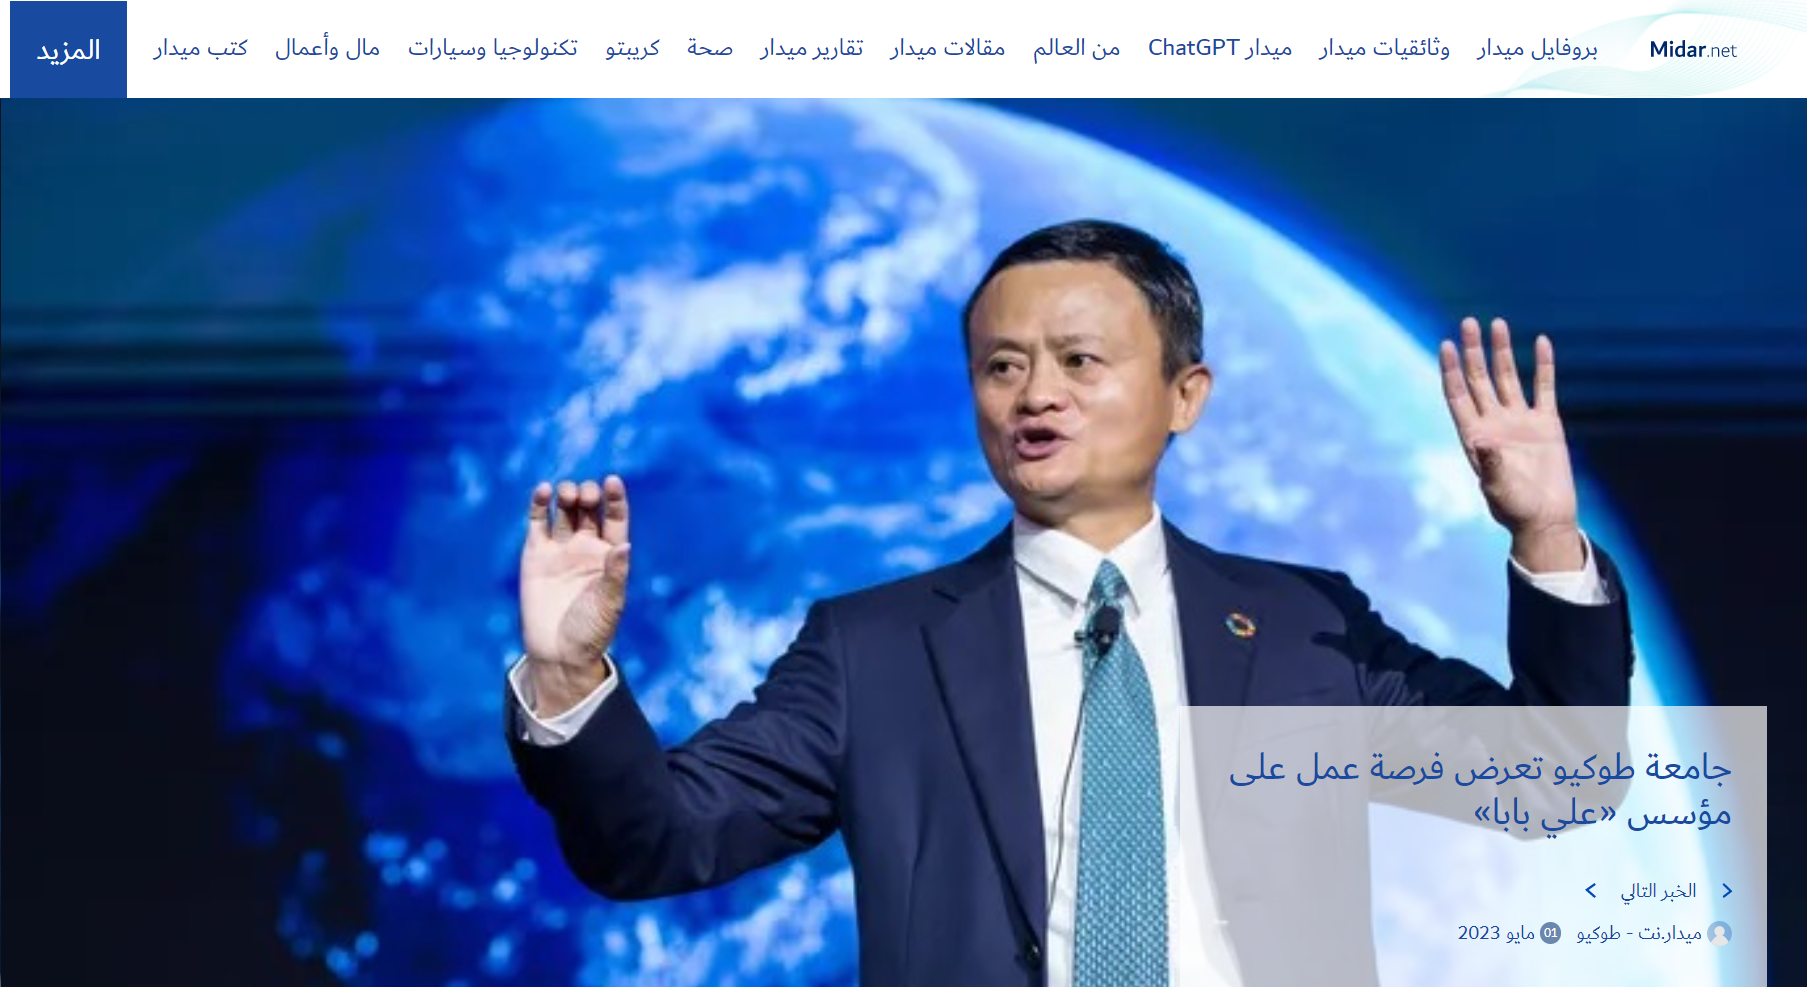 Midar.net
بروفايل ميدار
وثائقيات ميدار
ميدار ChatGPT
من العالم
مقالات ميدار
تقارير ميدار
صحة
كريبتو
تكنولوجيا وسيارات
مال وأعمال
كتب ميدار
المزيد
جامعة طوكيو تعرض فرصة عمل على
مؤسس «علي بابا»
الخبر التالي
ميدار.نت - طوكيو 01 مايو 2023